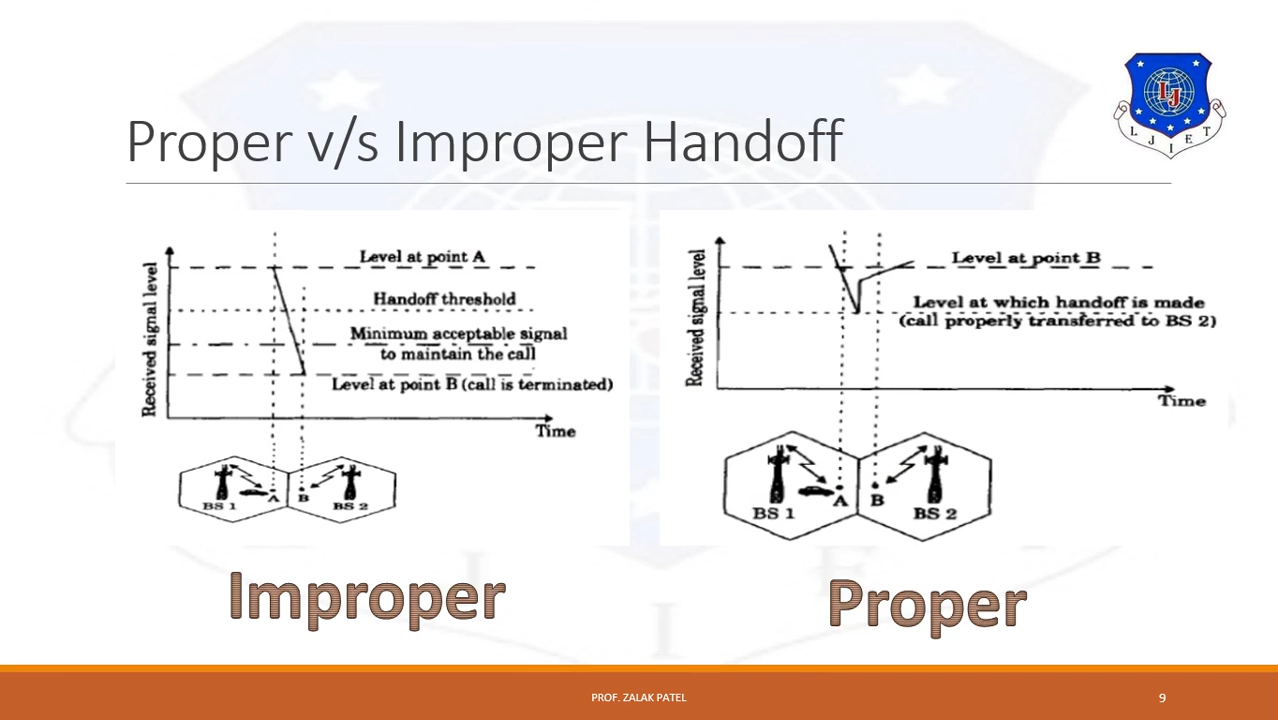 Proper v/s Improper Handoff
L J I E T
Received signal level
Level at point A
Handoff threshold
Minimum acceptable signal
to maintain the call
Level at point B (call is terminated)
Time
BS 1
A
B
BS 2
Improper
Received signal level
Level at point B
Level at which handoff is made
(call properly transferred to BS 2)
Time
BS 1
A
B
BS 2
Proper
PROF. ZALAK PATEL
9